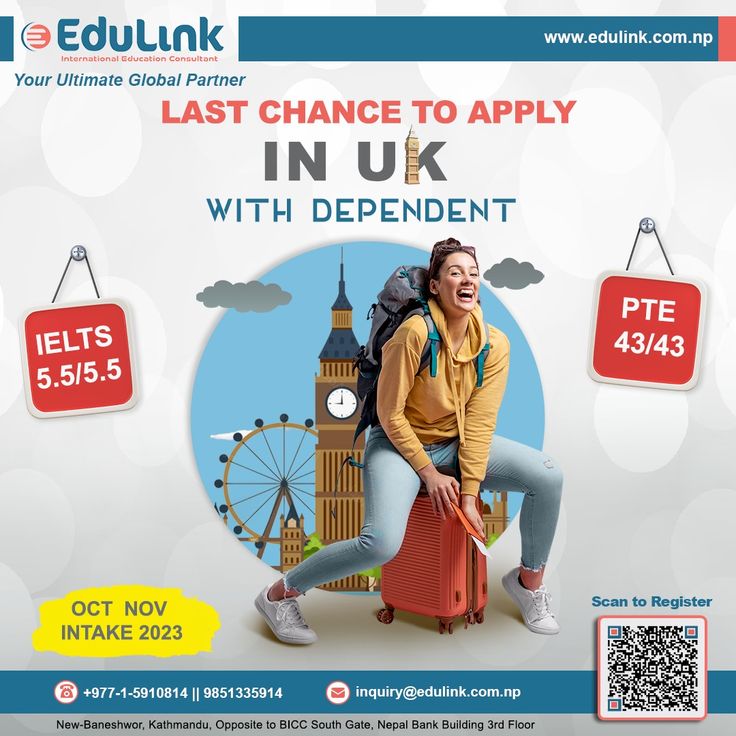 EDULINK
International Education Consultant
www.edulink.com.np
Your Ultimate Global Partner
LAST CHANCE TO APPLY
IN UK
WITH DEPENDENT
IELTS
5.5/5.5
PTE
43/43
OCT NOV
INTAKE 2023
Scan to Register
+977-1-5910814 || 9851335914
inquiry@edulink.com.np
New-Baneshwor, Kathmandu, Opposite to BICC South Gate, Nepal Bank Building 3rd Floor